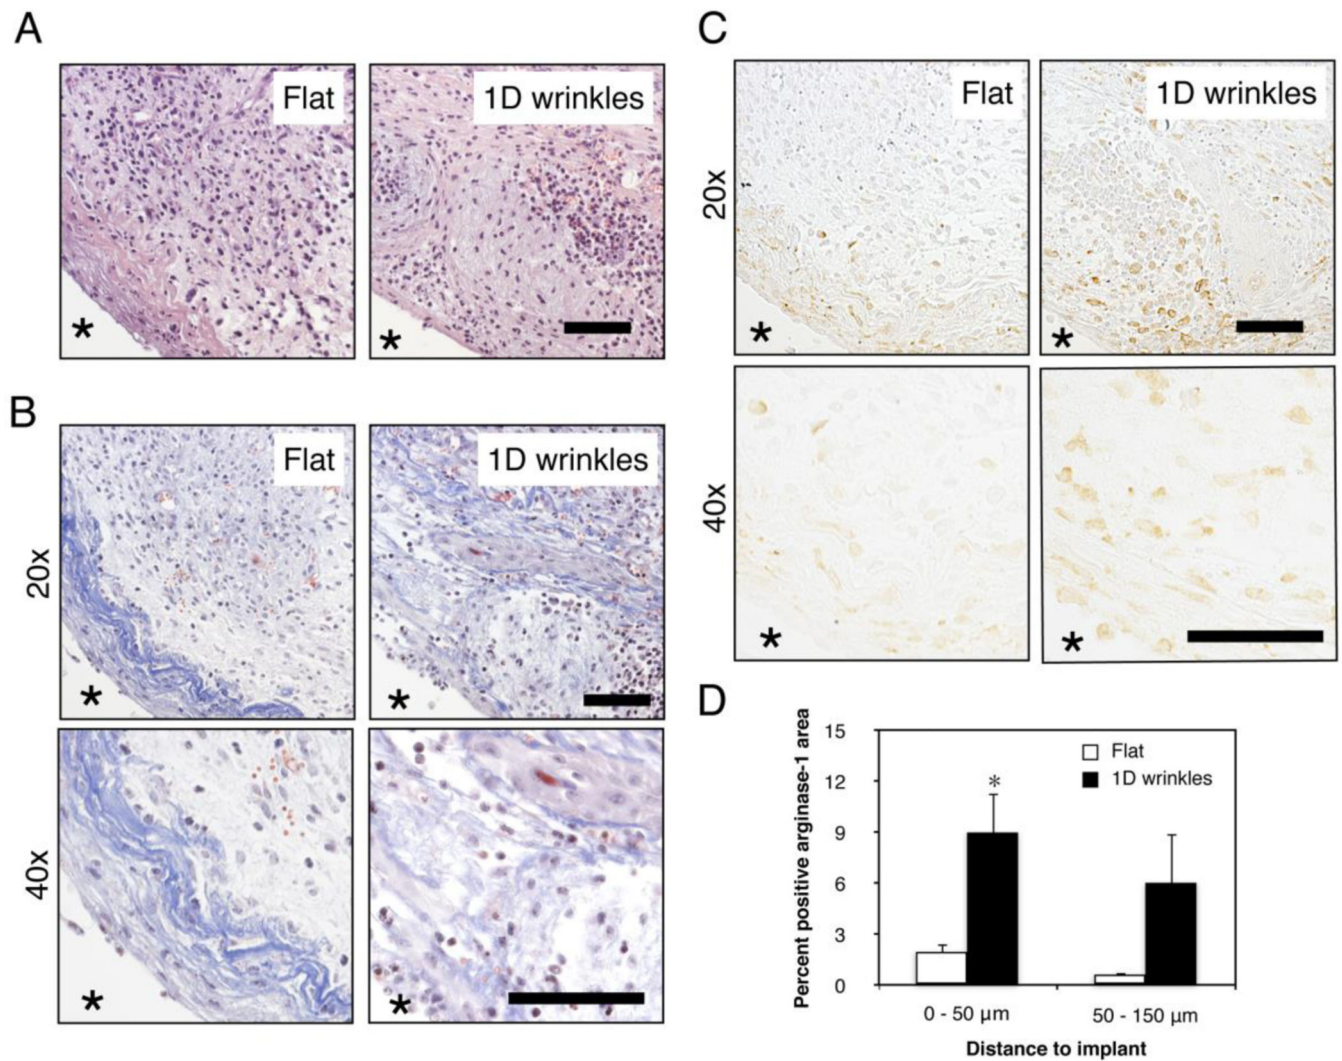 A
Flat
1D wrinkles
*
*
B
20x
Flat
1D wrinkles
*
*
40x
*
*
C
20x
Flat
1D wrinkles
*
*
40x
*
*
D
Percent positive arginase-1 area
15
12
9
6
3
0
Flat
1D wrinkles
*
0 - 50 µm
50 - 150 µm
Distance to implant